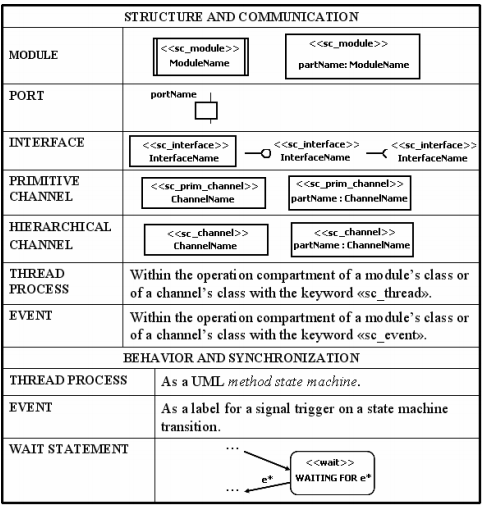 STRUCTURE AND COMMUNICATION
MODULE
<<sc_module>>
ModuleName
<<sc_module>>
partName: ModuleName
PORT
portName
INTERFACE
<<sc_interface>>
InterfaceName
<<sc_interface>>
InterfaceName
<<sc_interface>>
InterfaceName
PRIMITIVE
CHANNEL
<<sc_prim_channel>>
ChannelName
<<sc_prim_channel>>
partName : ChannelName
HIERARCHICAL
CHANNEL
<<sc_channel>>
ChannelName
<<sc_channel>>
partName : ChannelName
THREAD
PROCESS
Within the operation compartment of a module's class or
of a channel's class with the keyword «sc_thread».
EVENT
Within the operation compartment of a module's class or
of a channel's class with the keyword «sc_event».
BEHAVIOR AND SYNCHRONIZATION
THREAD PROCESS
As a UML method state machine.
EVENT
As a label for a signal trigger on a state machine
transition.
WAIT STATEMENT
...
<<wait>>
WAITING FOR e*
e*
...